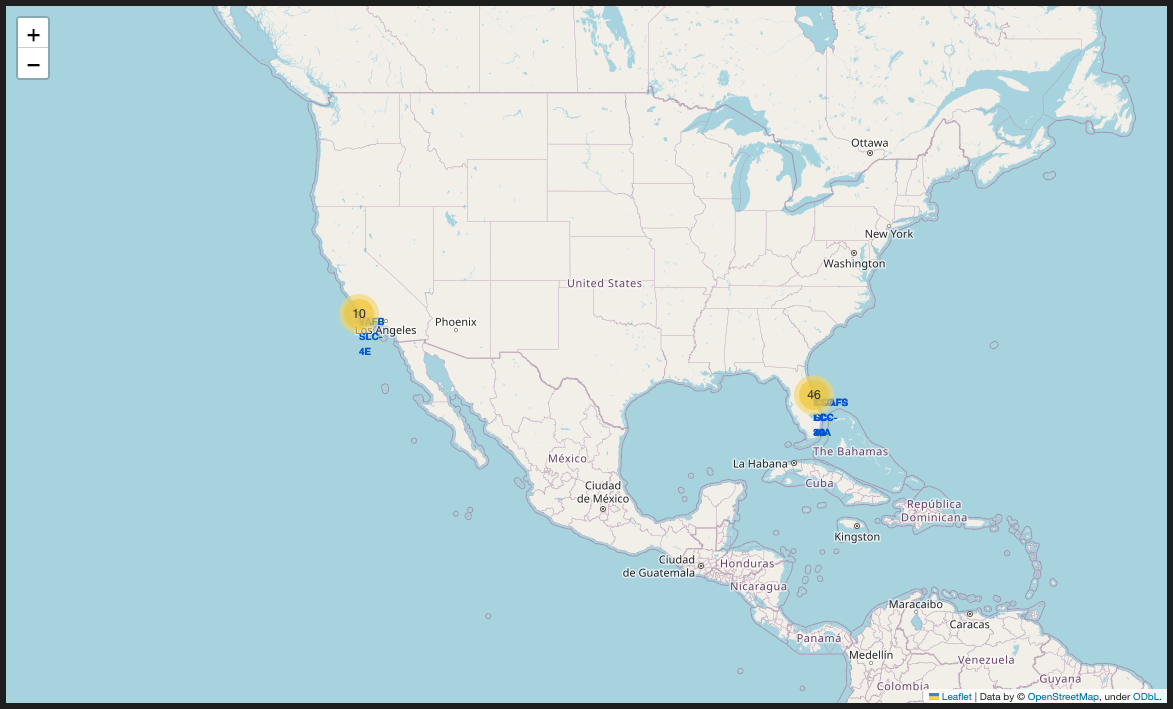 +
−
Ottawa
New York
Washington
United States
10
VAFB
Los Angeles
SLC-
4E
Phoenix
46
The Bahamas
México
La Habana
Cuba
Ciudad
de México
República
Dominicana
Kingston
Ciudad
de Guatemala
Honduras
Nicaragua
Maracaibo
Caracas
Panamá
Medellín
Venezuela
Guyana
Colombia
Leaflet | Data by © OpenStreetMap, under ODbL.